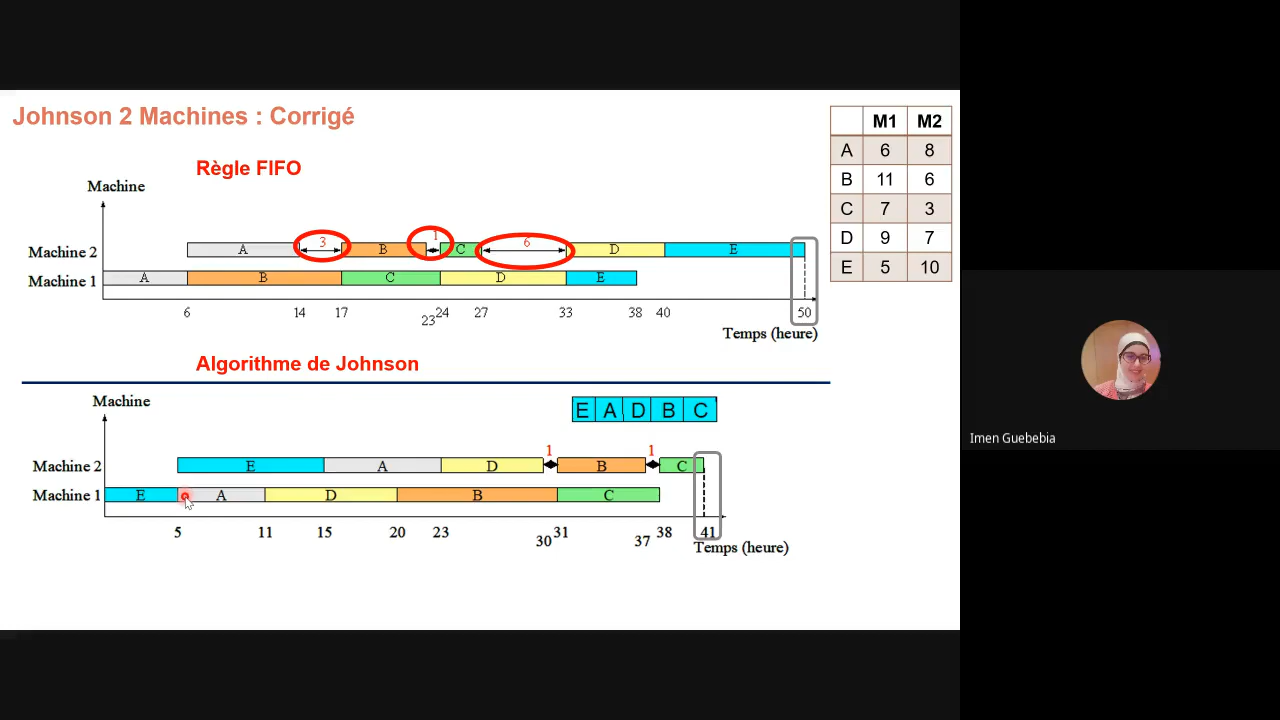 Johnson 2 Machines : Corrigé
M1 M2
A 6 8
B 11 6
C 7 3
D 9 7
E 5 10
Règle FIFO
Machine
3 1 6
Machine 2 A B C D E
Machine 1 A B C D E
6 14 17 23 24 27 33 38 40 50
Temps (heure)
Algorithme de Johnson
Machine
E A D B C
1 1
Machine 2 E A D B C
Machine 1 E A D B C
5 11 15 20 23 30 31 37 38 41
Temps (heure)
Imen Guebebia